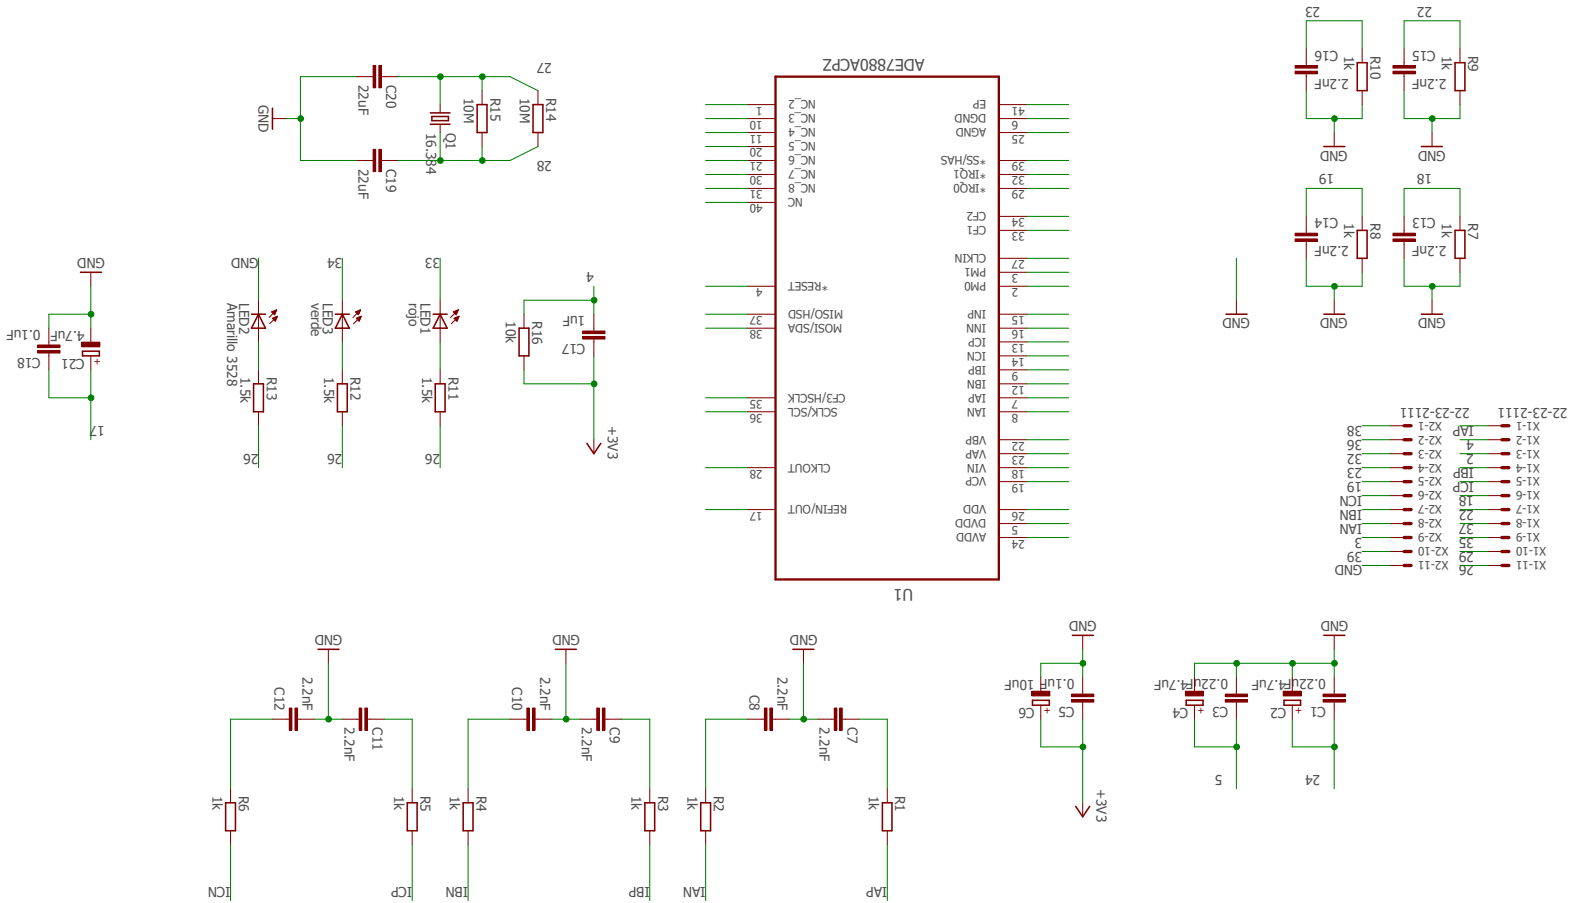 23
C16
2.2nF
R10
1k
GND
22
C15
2.2nF
R9
1k
GND
19
C14
2.2nF
R8
1k
GND
18
C13
2.2nF
R7
1k
GND
GND
27
C20
22uF
R15
10M
R14
10M
Q1
16.384
GND
C19
22uF
28
ADE7880ACPZ
NC_2
1
NC_3
10
NC_4
11
NC_5
20
NC_6
21
NC_7
30
NC_8
31
NC
40
*RESET
4
MISO/HSD
37
MOSI/SDA
38
CF3/HSCLK
35
SCLK/SCL
36
CLKOUT
28
REFIN/OUT
17
EP
41
DGND
6
AGND
25
*SS/HAS
39
*IRQ1
32
*IRQ0
29
CF2
34
CF1
33
CLKIN
27
PM1
3
PM0
2
INP
15
INN
16
ICP
13
ICN
14
IBP
9
IBN
12
IAP
7
IAN
8
VBP
22
VAP
23
VIN
18
VCP
19
VDD
26
DVDD
5
AVDD
24
U1
GND
0.1uF
4.7uF
C18
C21
17
GND
LED2
Amarillo 3528
R13
1.5k
26
34
LED3
verde
R12
1.5k
26
33
LED1
rojo
R11
1.5k
26
4
1uF
C17
R16
10k
+3V3
22-23-2111
38
X2-1
36
X2-2
32
X2-3
23
X2-4
19
X2-5
ICN
X2-6
IBN
X2-7
IAN
X2-8
3
X2-9
39
X2-10
GND
X2-11
22-23-2111
IAP
X1-1
4
X1-2
2
X1-3
IBP
X1-4
ICP
X1-5
18
X1-6
22
X1-7
37
X1-8
35
X1-9
29
X1-10
26
X1-11
GND
C12
2.2nF
2.2nF
C11
R6
1k
R5
1k
ICN
ICP
GND
C10
2.2nF
2.2nF
C9
R4
1k
R3
1k
IBN
IBP
GND
C8
2.2nF
2.2nF
C7
R2
1k
R1
1k
IAN
IAP
GND
10uF
0.1uF
C6
C5
+3V3
GND
4.7uF
0.22uF
4.7uF
0.22uF
C4
C3
C2
C1
5
24